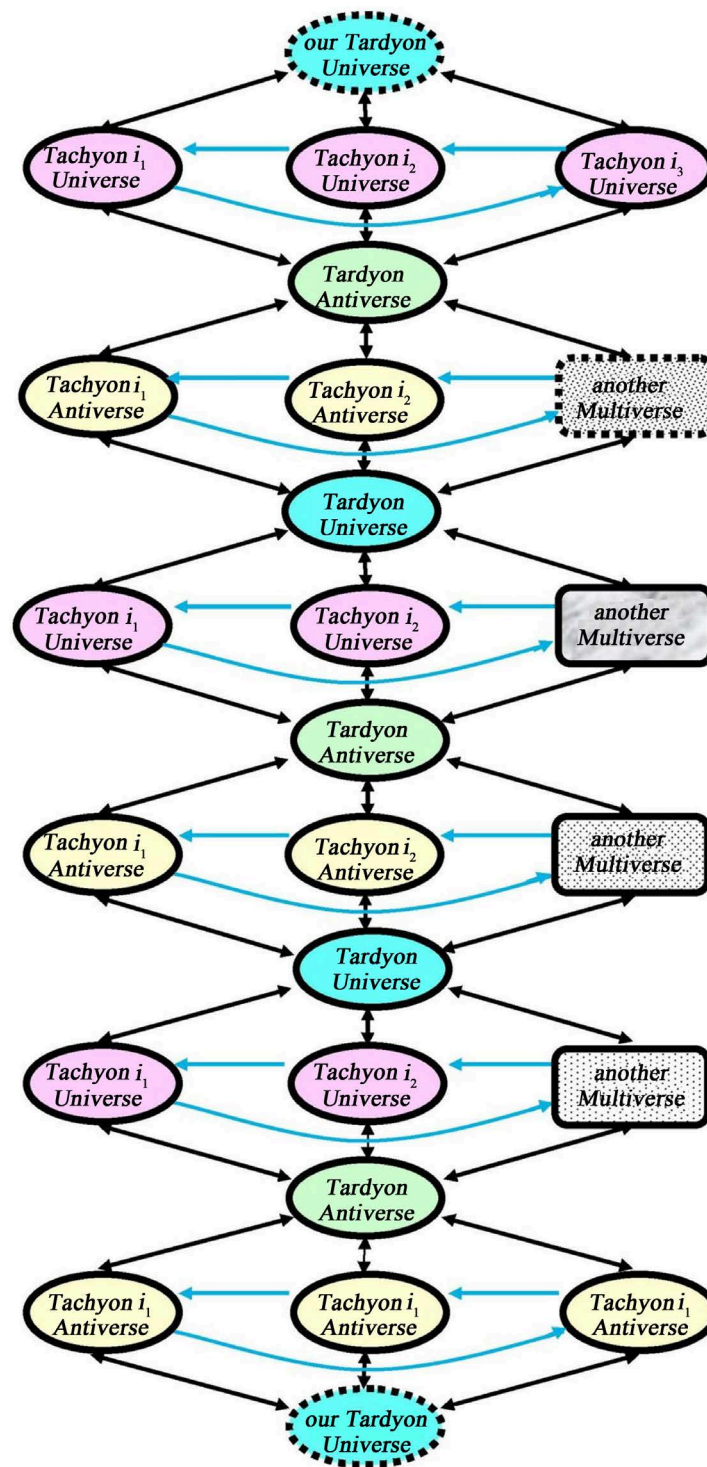 our Tardyon
Universe
Tachyon i₁
Universe
Tachyon i₂
Universe
Tachyon i₃
Universe
Tardyon
Antiverse
Tachyon i₁
Antiverse
Tachyon i₂
Antiverse
another
Multiverse
Tardyon
Universe
Tachyon i₁
Universe
Tachyon i₂
Universe
another
Multiverse
Tardyon
Antiverse
Tachyon i₁
Antiverse
Tachyon i₂
Antiverse
another
Multiverse
Tardyon
Universe
Tachyon i₁
Universe
Tachyon i₂
Universe
another
Multiverse
Tardyon
Antiverse
Tachyon i₁
Antiverse
Tachyon i₁
Antiverse
Tachyon i₁
Antiverse
our Tardyon
Universe